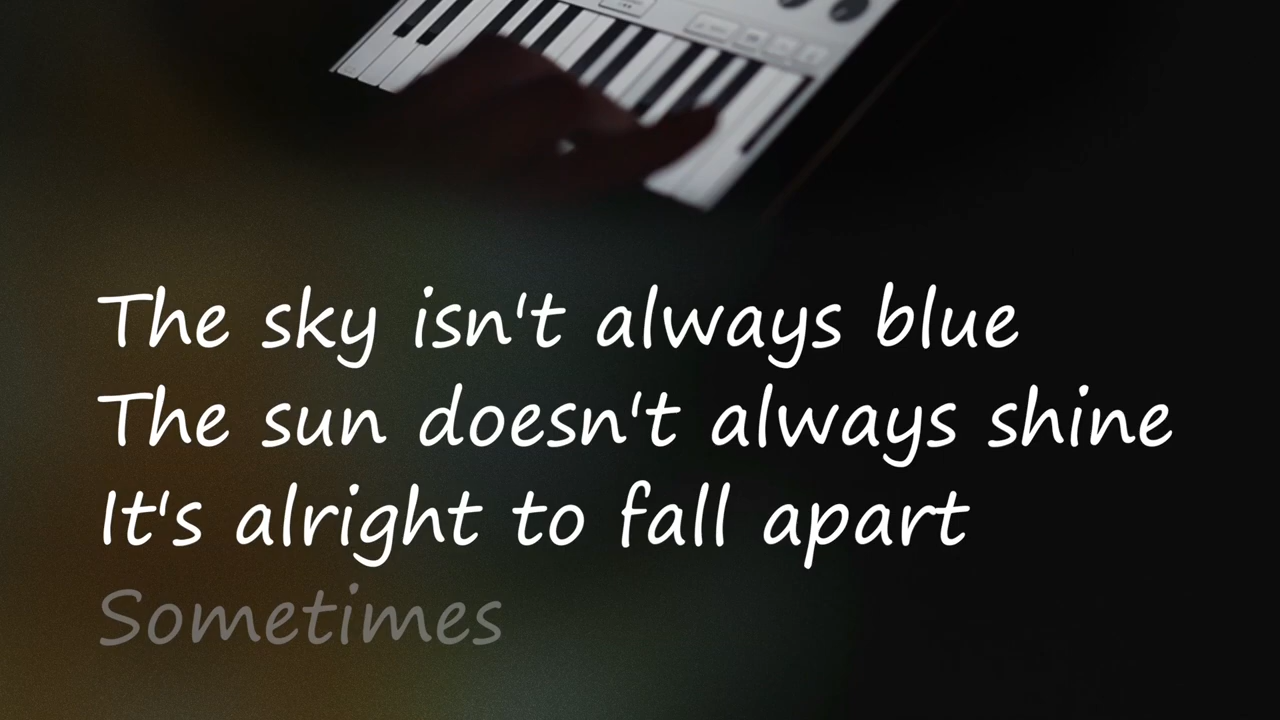 The sky isn't always blue
The sun doesn't always shine
It's alright to fall apart
Sometimes